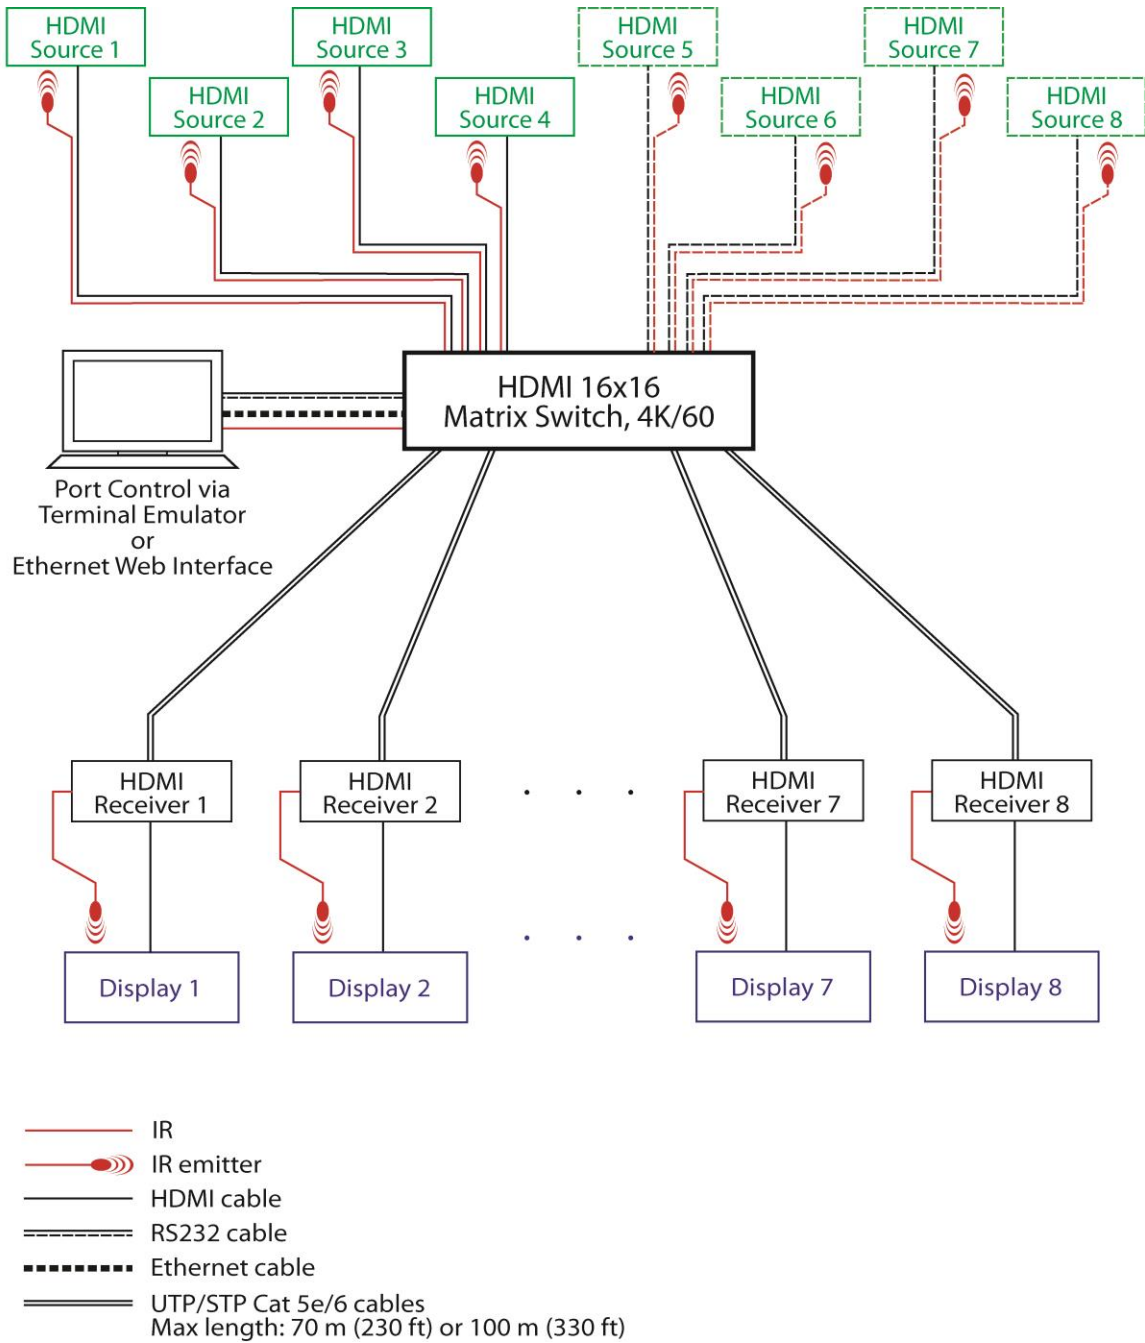 HDMI
Source 1
HDMI
Source 3
HDMI
Source 5
HDMI
Source 7
HDMI
Source 2
HDMI
Source 4
HDMI
Source 6
HDMI
Source 8
HDMI 16x16
Matrix Switch, 4K/60
Port Control via
Terminal Emulator
or
Ethernet Web Interface
HDMI
Receiver 1
HDMI
Receiver 2
HDMI
Receiver 7
HDMI
Receiver 8
Display 1
Display 2
Display 7
Display 8
IR
IR emitter
HDMI cable
RS232 cable
Ethernet cable
UTP/STP Cat 5e/6 cables
Max length: 70 m (230 ft) or 100 m (330 ft)